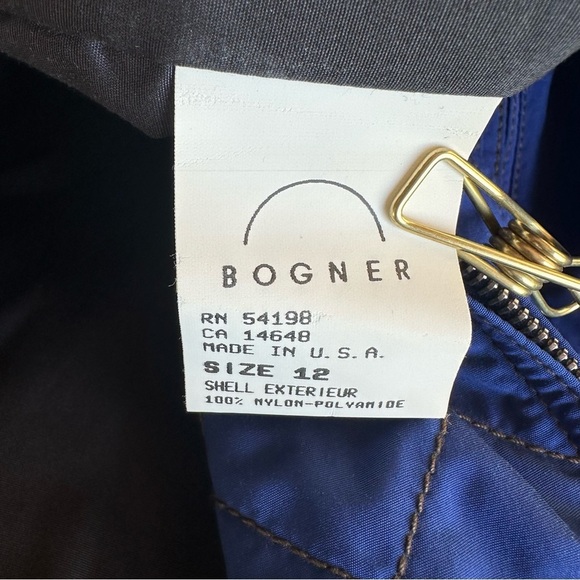 BOGNER
RN 54198
CA 14648
MADE IN U.S.A.
SIZE 12
SHELL EXTERIEUR
100% NYLON-POLYAMIDE